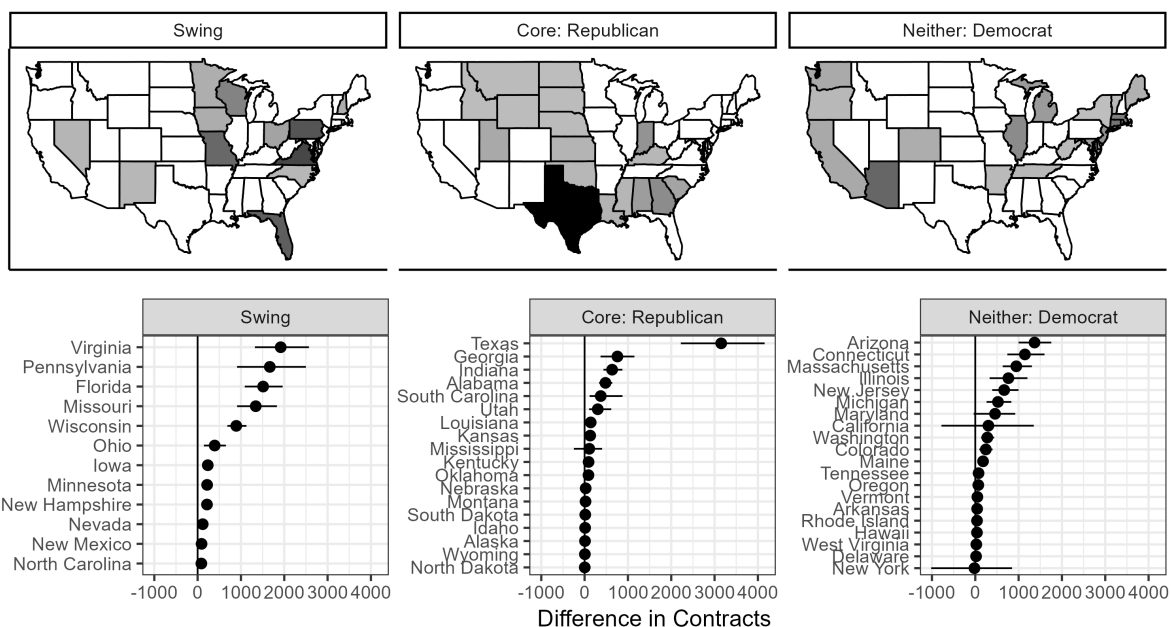 Swing
Core: Republican
Neither: Democrat
Swing
Virginia
Pennsylvania
Florida
Missouri
Wisconsin
Ohio
Iowa
Minnesota
New Hampshire
Nevada
New Mexico
North Carolina
-1000 0 1000 2000 3000 4000
Core: Republican
Texas
Georgia
Indiana
Alabama
South Carolina
Utah
Louisiana
Kansas
Mississippi
Kentucky
Oklahoma
Nebraska
Montana
South Dakota
Idaho
Alaska
Wyoming
North Dakota
-1000 0 1000 2000 3000 4000
Neither: Democrat
Arizona
Connecticut
Massachusetts
Illinois
New Jersey
Michigan
Maryland
California
Washington
Colorado
Maine
Tennessee
Oregon
Vermont
Arkansas
Rhode Island
Hawaii
West Virginia
Delaware
New York
-1000 0 1000 2000 3000 4000
Difference in Contracts